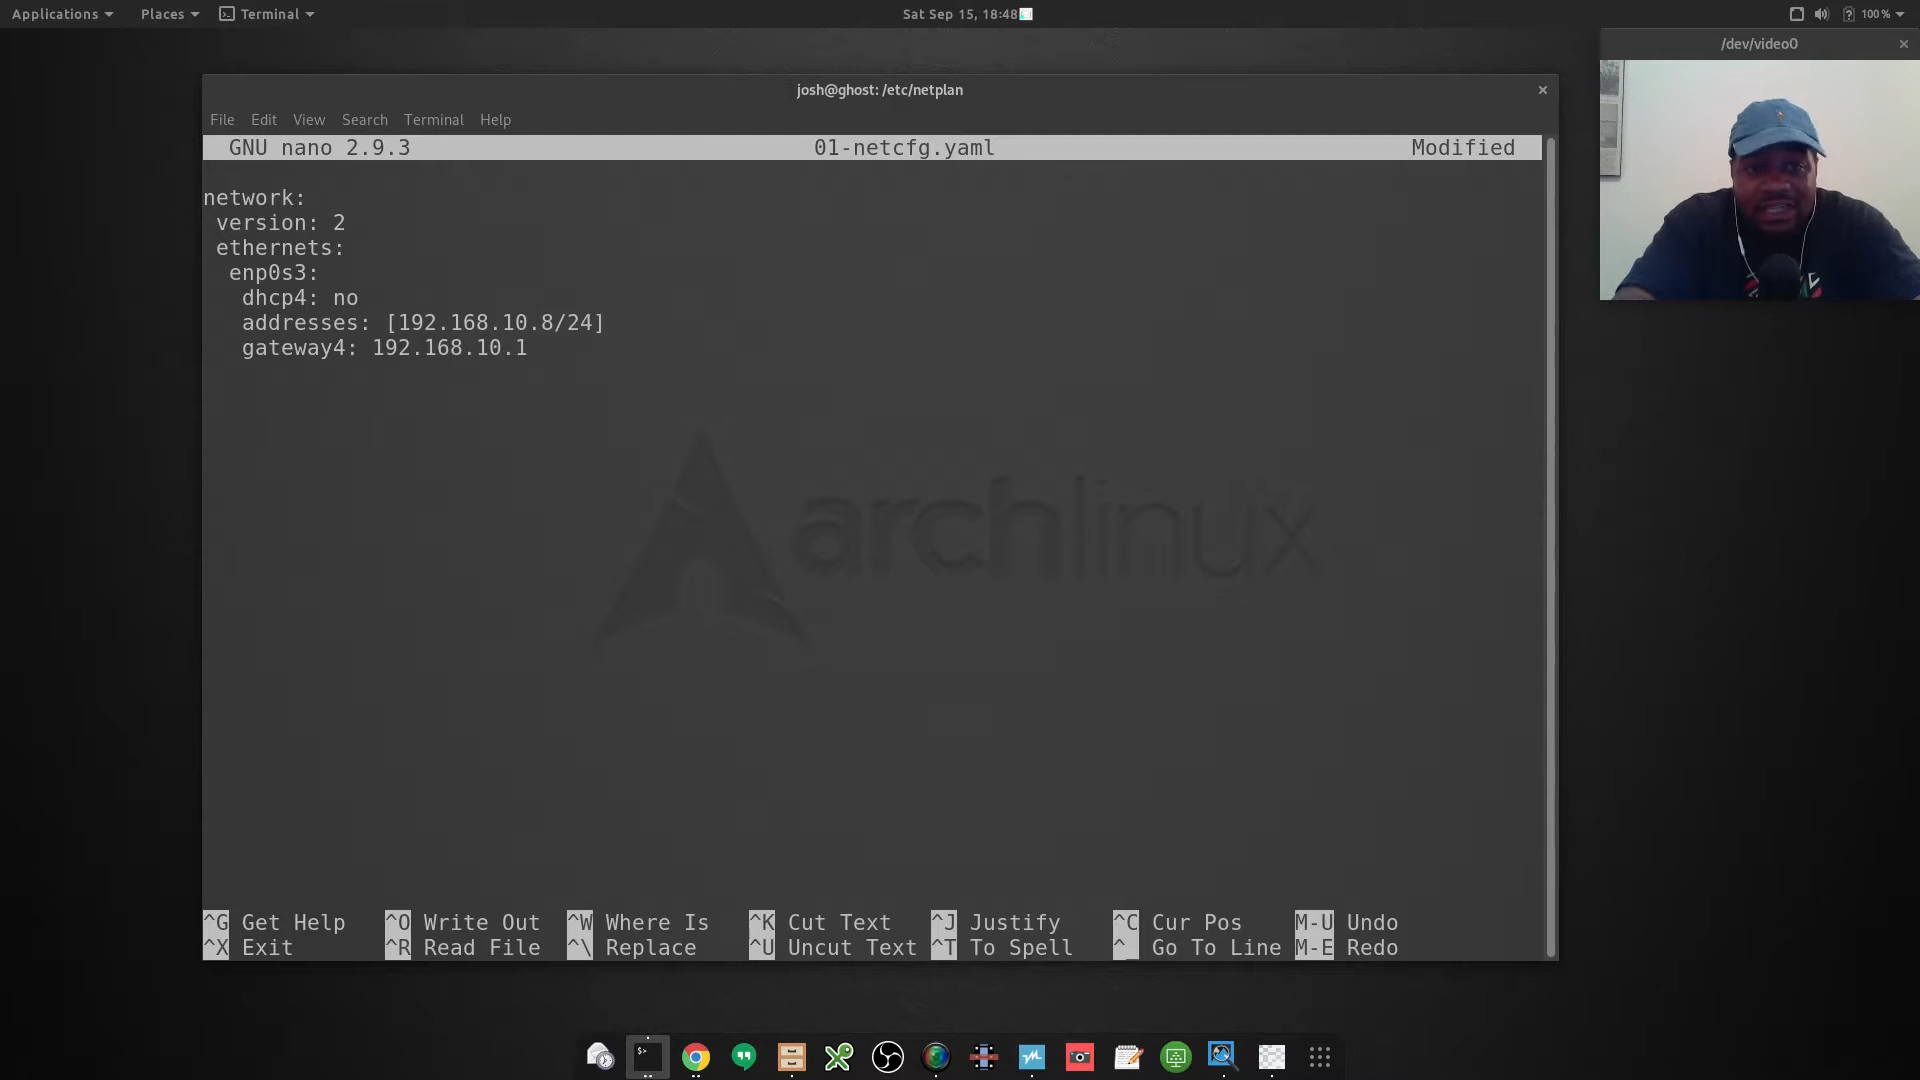 Applications Places Terminal Sat Sep 15, 18:48 100%
/dev/video0
josh@ghost: /etc/netplan
File Edit View Search Terminal Help
GNU nano 2.9.3 01-netcfg.yaml Modified
network:
 version: 2
 ethernets:
  enp0s3:
   dhcp4: no
   addresses: [192.168.10.8/24]
   gateway4: 192.168.10.1
archlinux
^G Get Help ^O Write Out ^W Where Is ^K Cut Text ^J Justify ^C Cur Pos M-U Undo
^X Exit ^R Read File ^\ Replace ^U Uncut Text ^T To Spell ^_ Go To Line M-E Redo